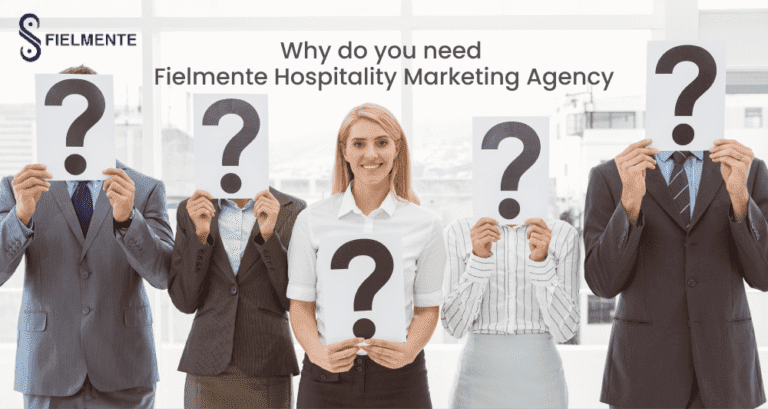 FIELMENTE
Why do you need
Fielmente Hospitality Marketing Agency
? ? ? ? ?